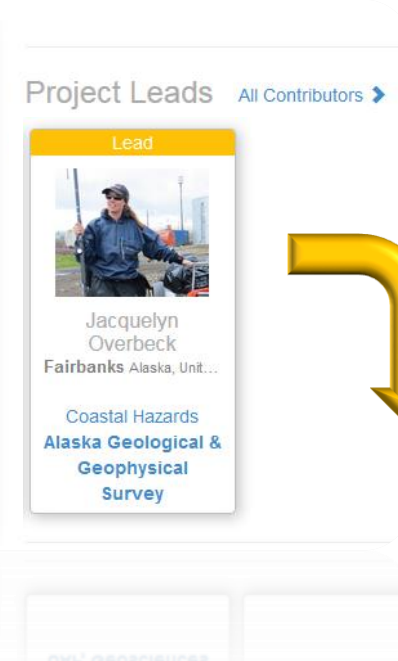 Project Leads All Contributors
Lead
Jacquelyn
Overbeck
Fairbanks Alaska, Unit...
Coastal Hazards
Alaska Geological &
Geophysical
Survey